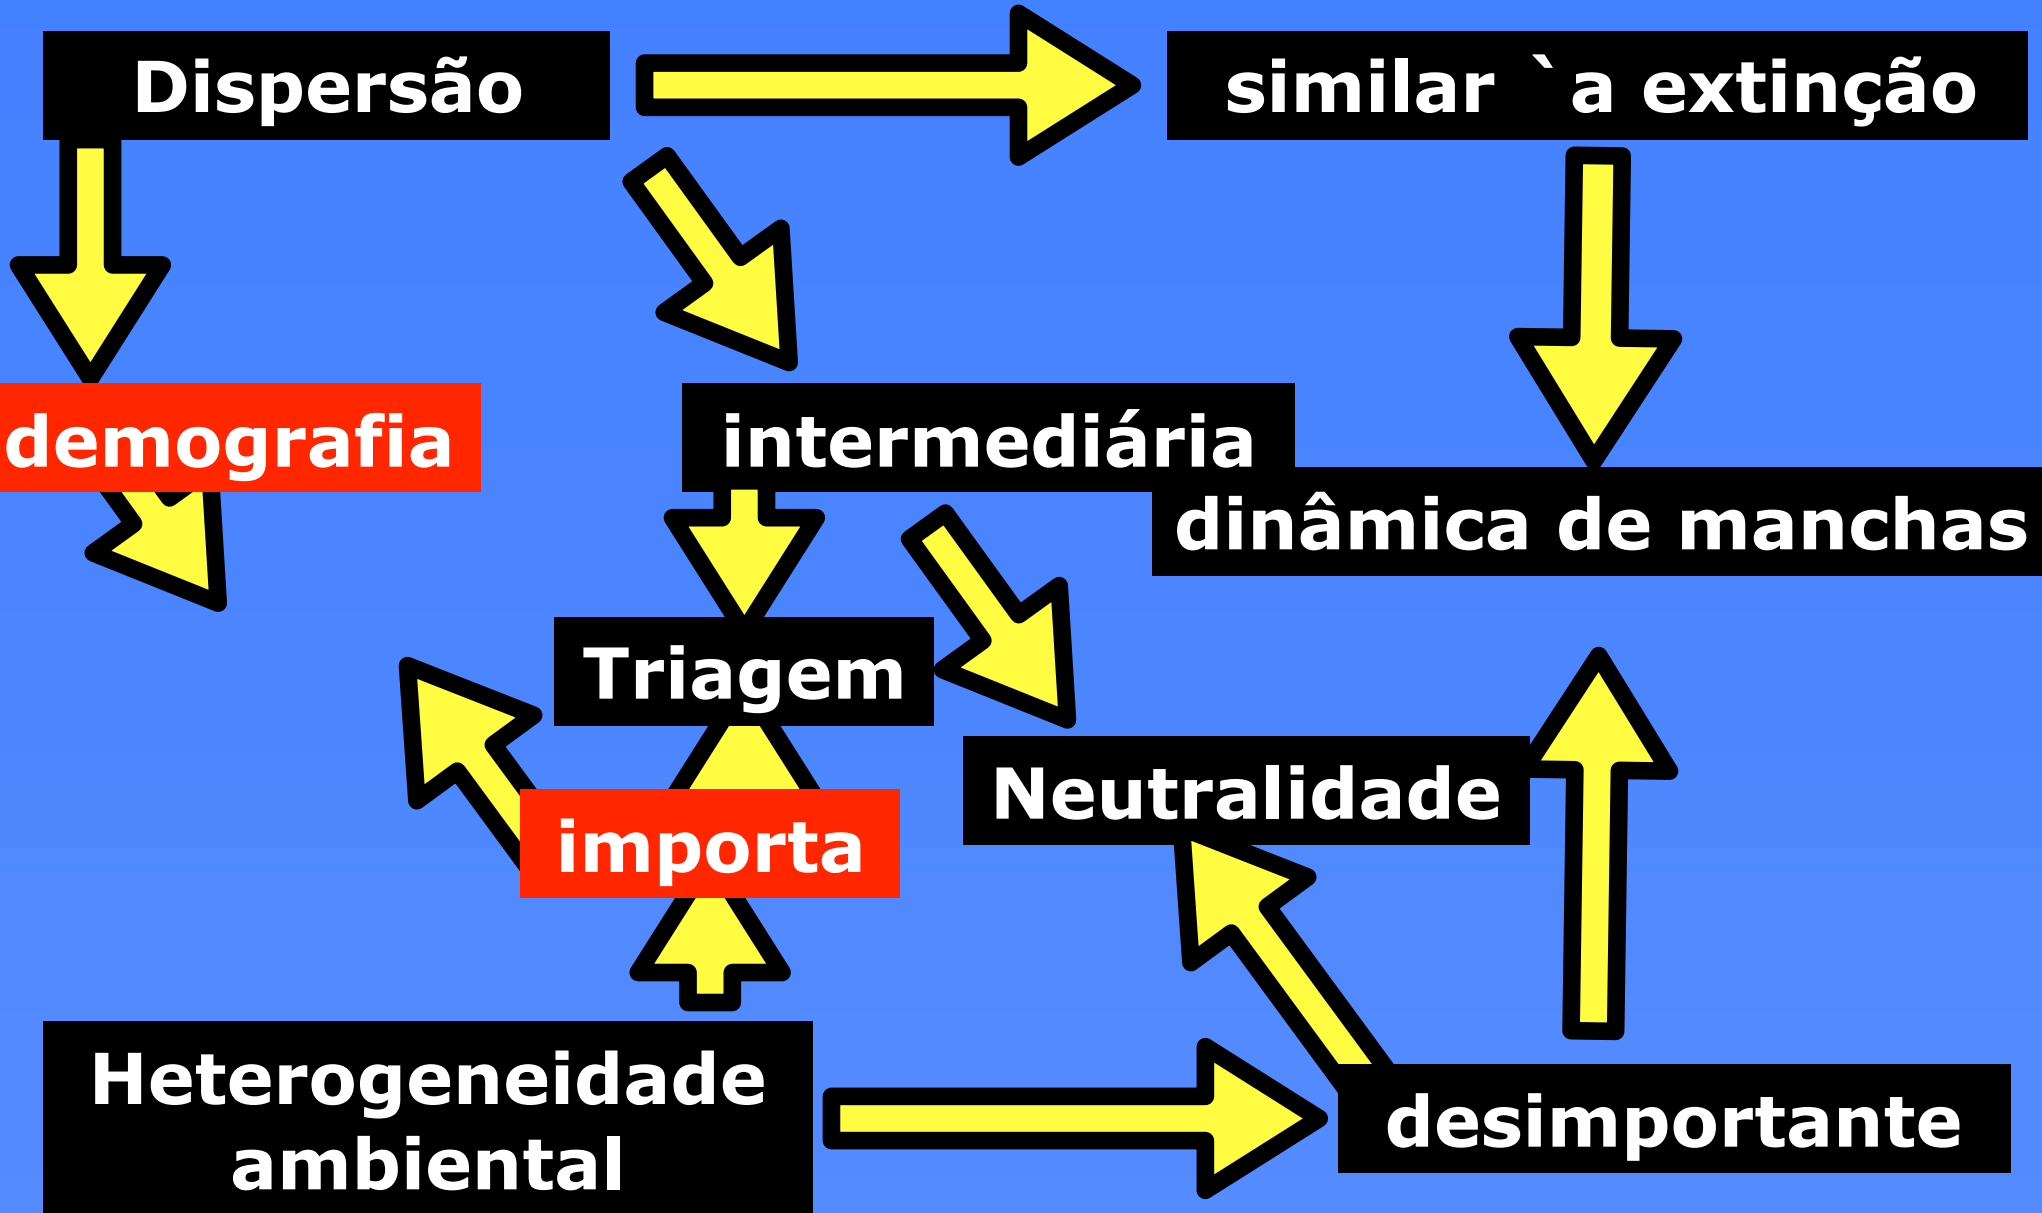 Dispersão
similar `a extinção
demografia
intermediária
dinâmica de manchas
Triagem
Neutralidade
importa
Heterogeneidade
ambiental
desimportante